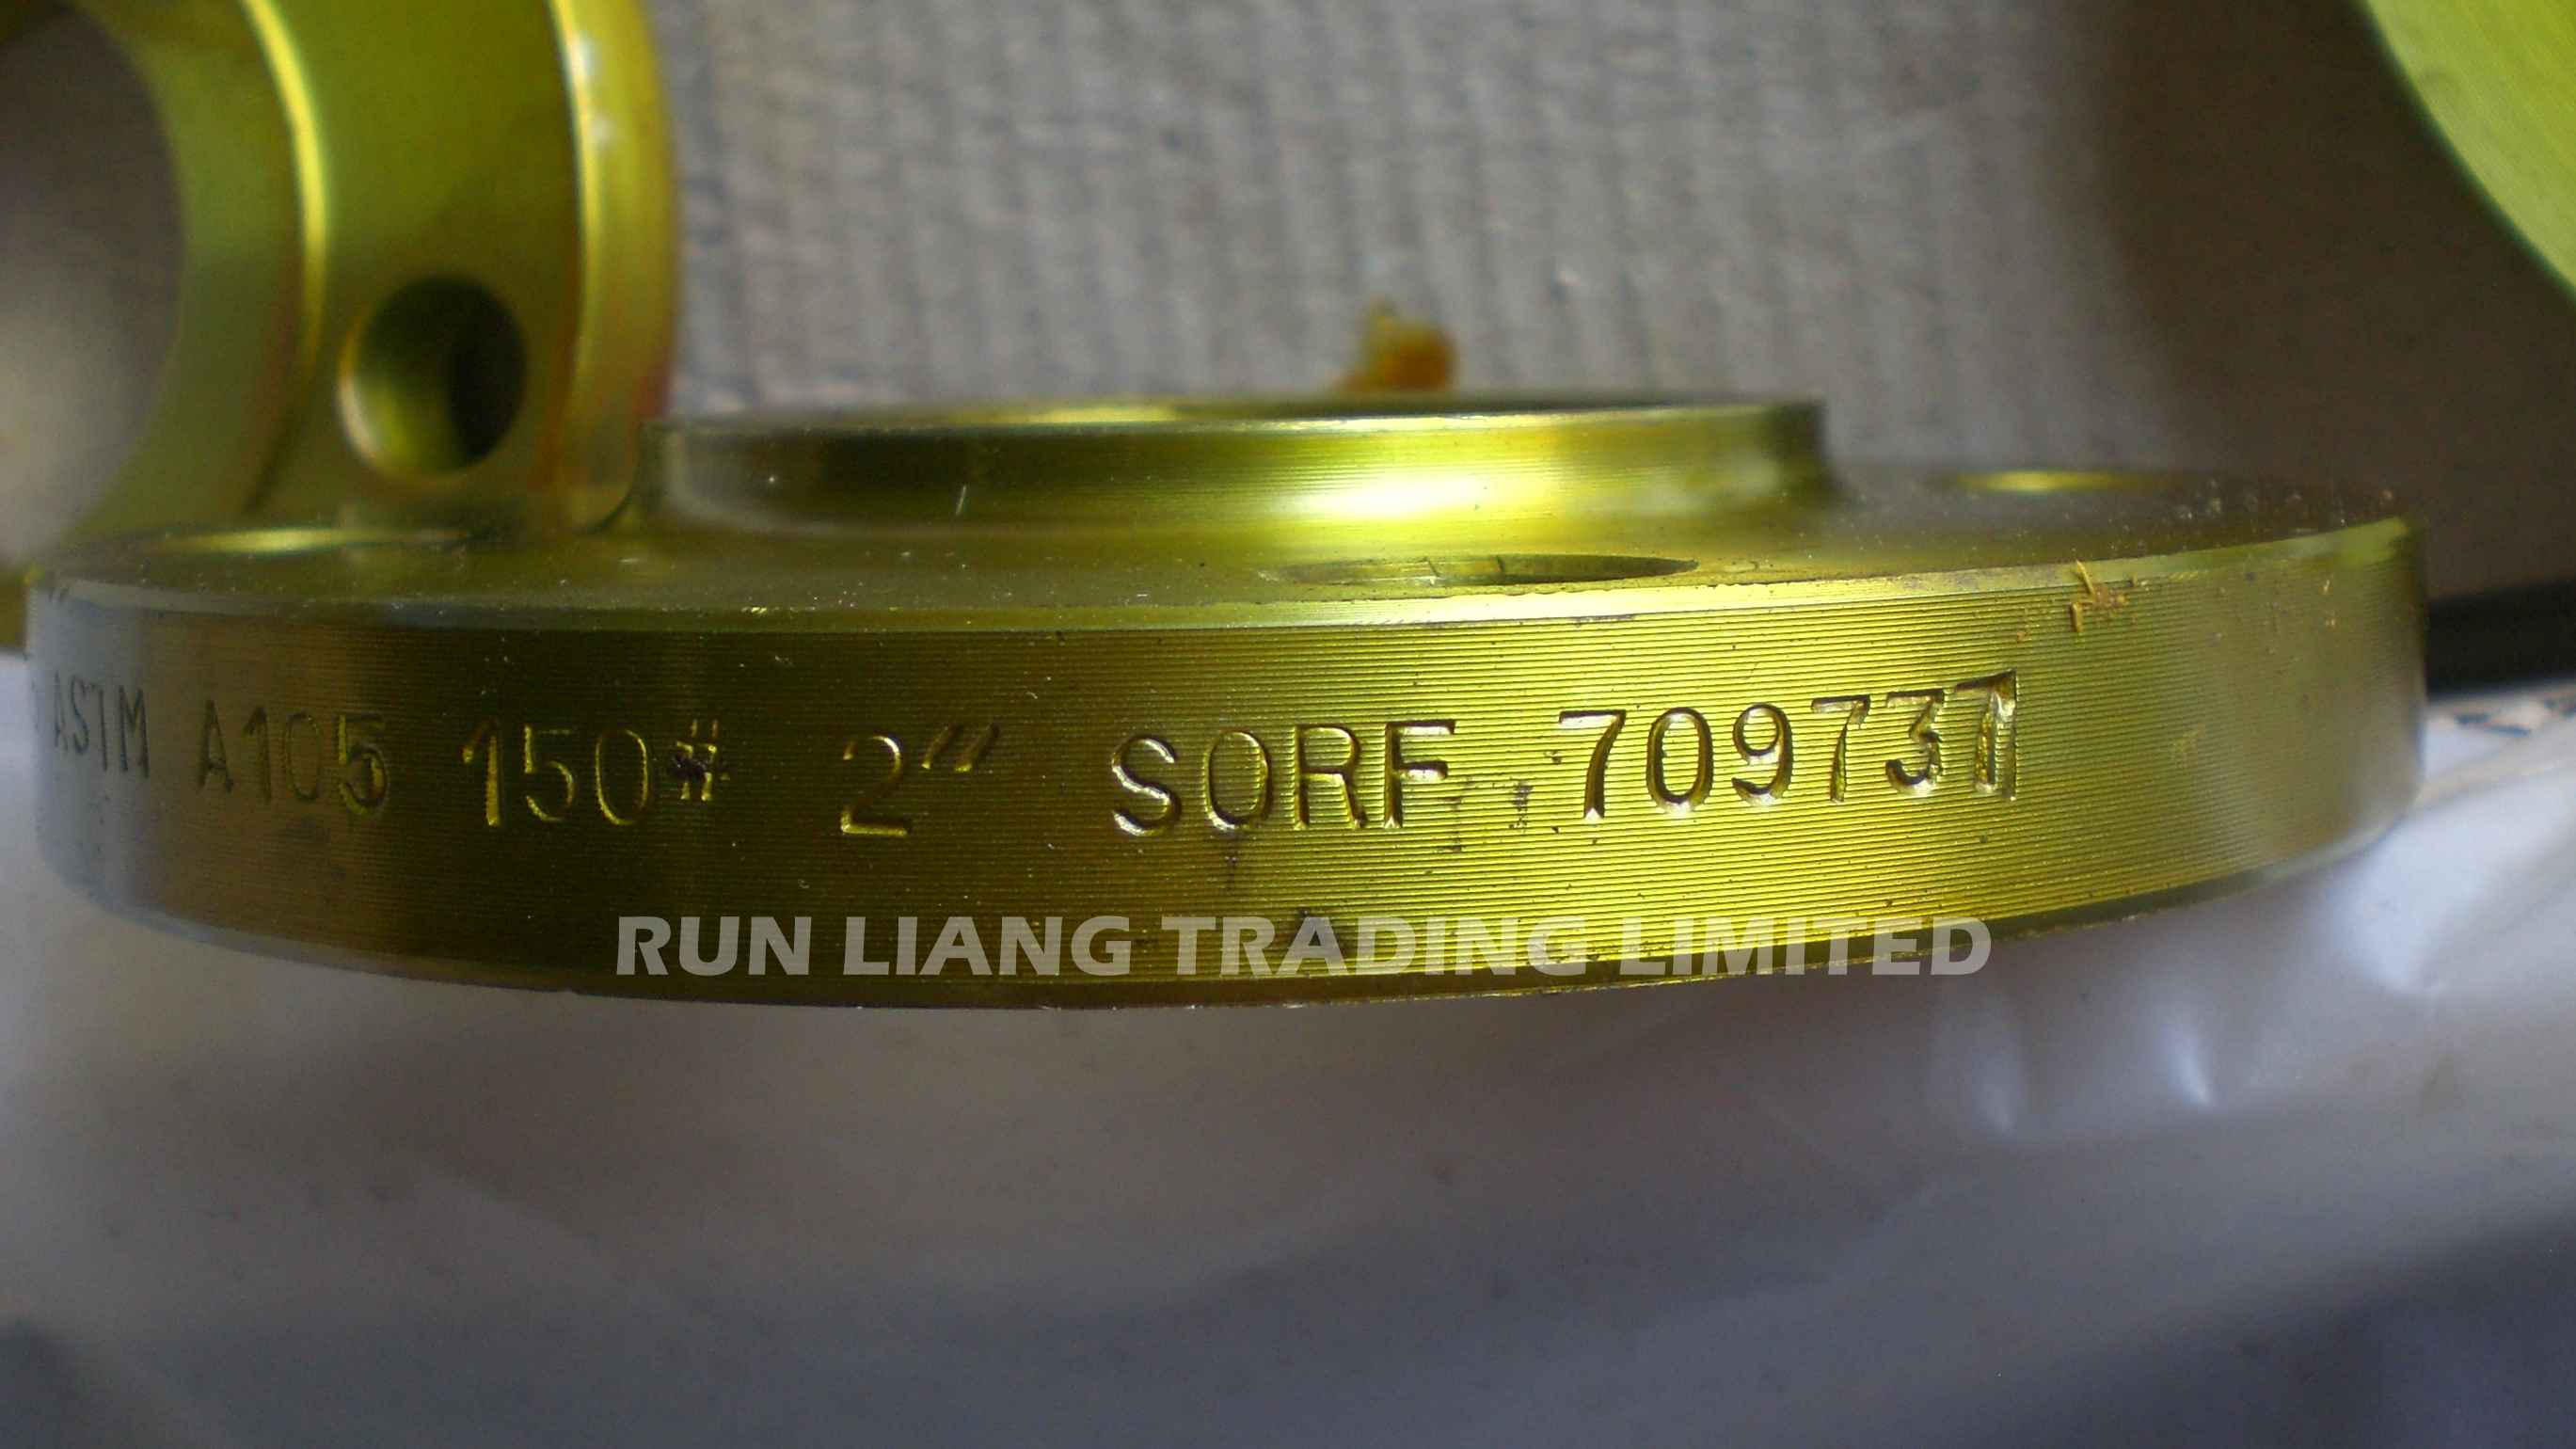 ASTM A105 150# 2" SORF 709737
RUN LIANG TRADING LIMITED